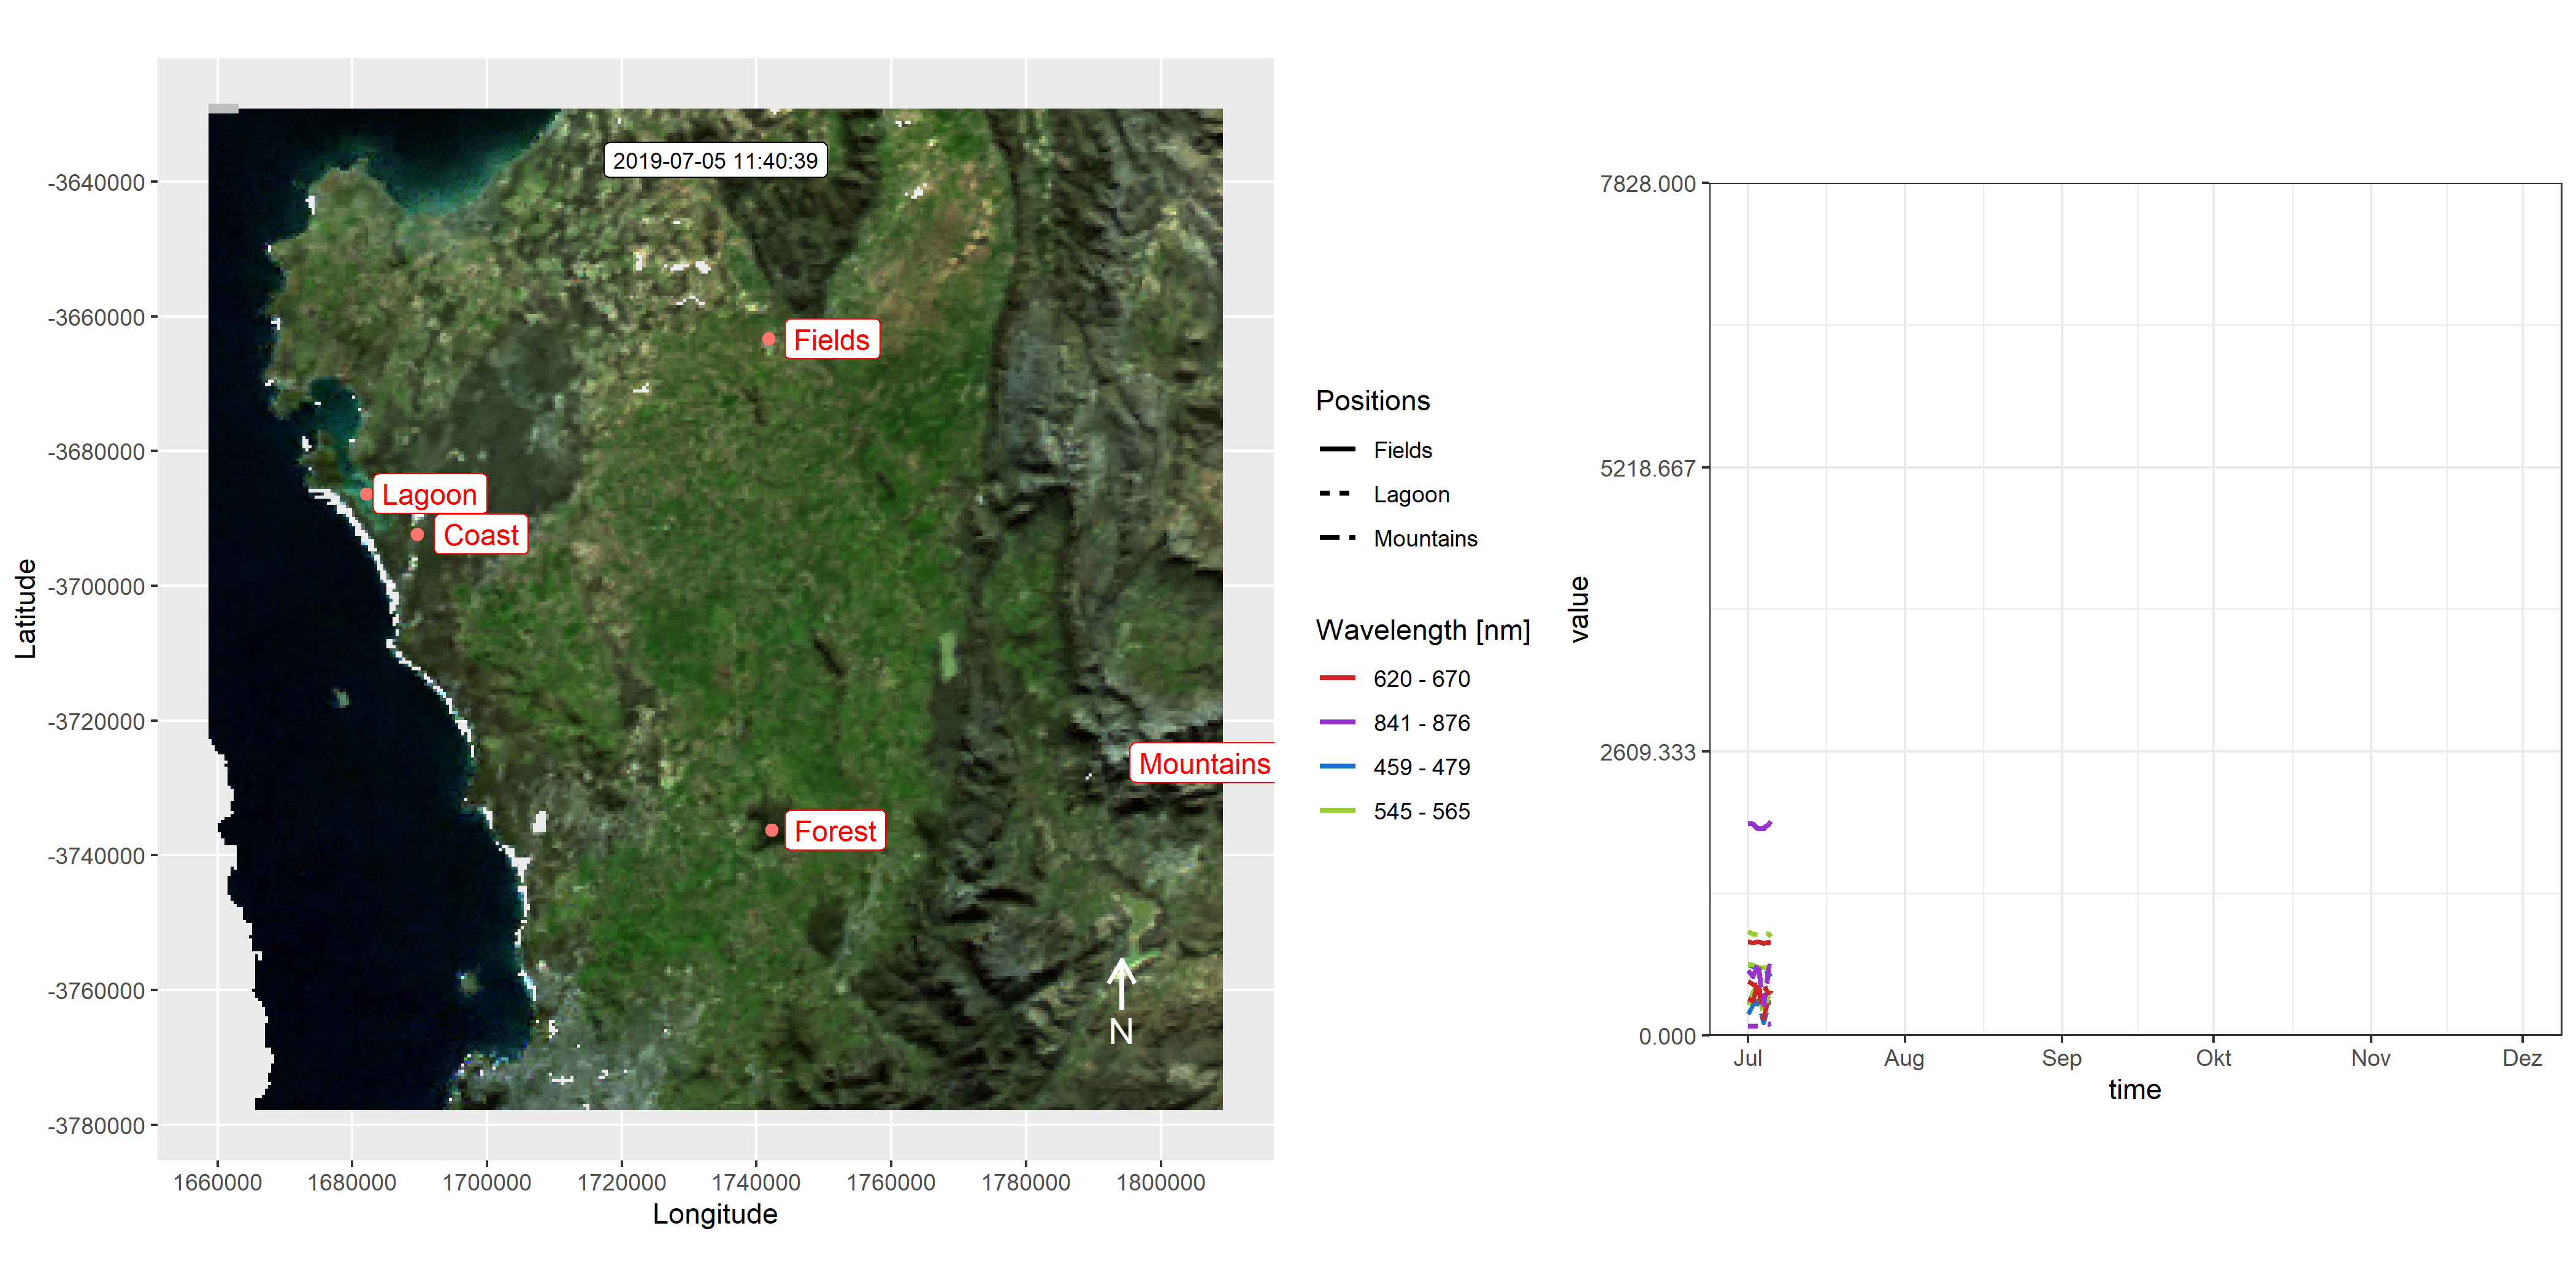 2019-07-05 11:40:39
Fields
Lagoon
Coast
Mountains
Forest
N
Latitude
-3640000
-3660000
-3680000
-3700000
-3720000
-3740000
-3760000
-3780000
1660000 1680000 1700000 1720000 1740000 1760000 1780000 1800000
Longitude
Positions
Fields
Lagoon
Mountains
Wavelength [nm]
620 - 670
841 - 876
459 - 479
545 - 565
value
7828.000
5218.667
2609.333
0.000
Jul Aug Sep Okt Nov Dez
time